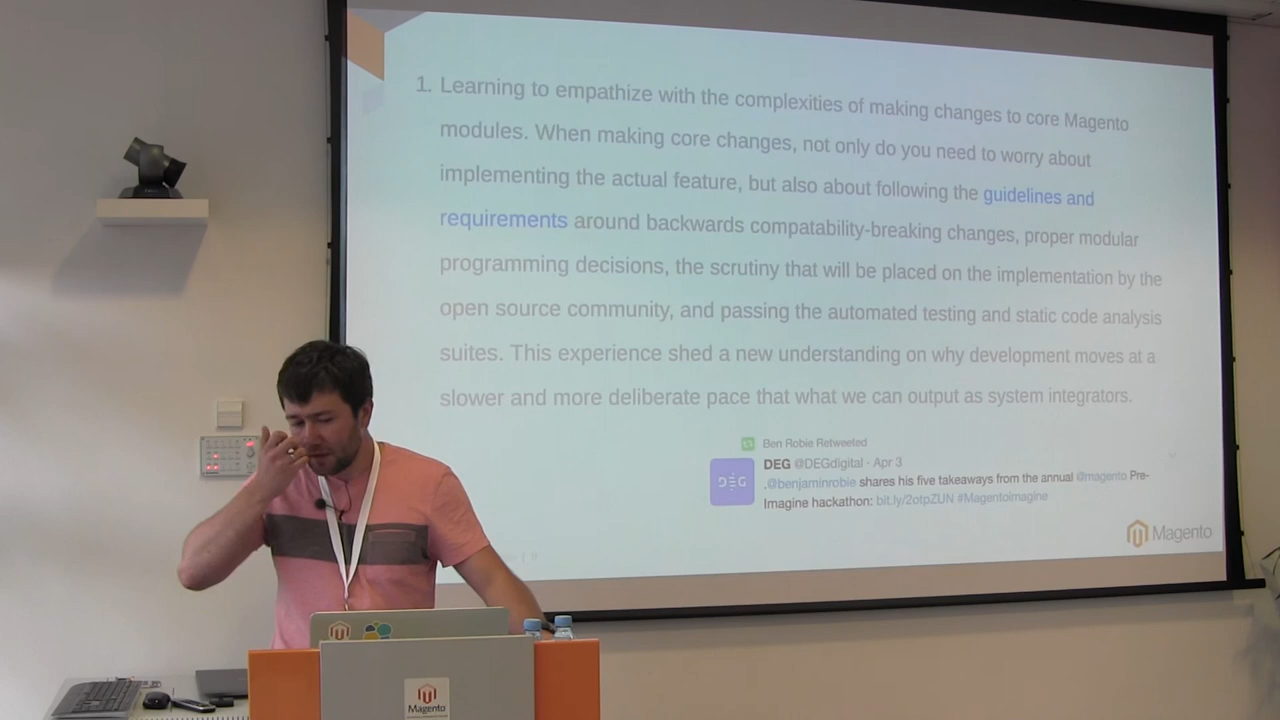 1. Learning to empathize with the complexities of making changes to core Magento
modules. When making core changes, not only do you need to worry about
implementing the actual feature, but also about following the guidelines and
requirements around backwards compatability-breaking changes, proper modular
programming decisions, the scrutiny that will be placed on the implementation by the
open source community, and passing the automated testing and static code analysis
suites. This experience shed a new understanding on why development moves at a
slower and more deliberate pace that what we can output as system integrators.
Ben Robie Retweeted
DEG @DEGdigital · Apr 3
DEG
.@benjaminrobie shares his five takeaways from the annual @magento Pre-
Imagine hackathon: bit.ly/2otpZUN #MagentoImagine
Magento
Magento